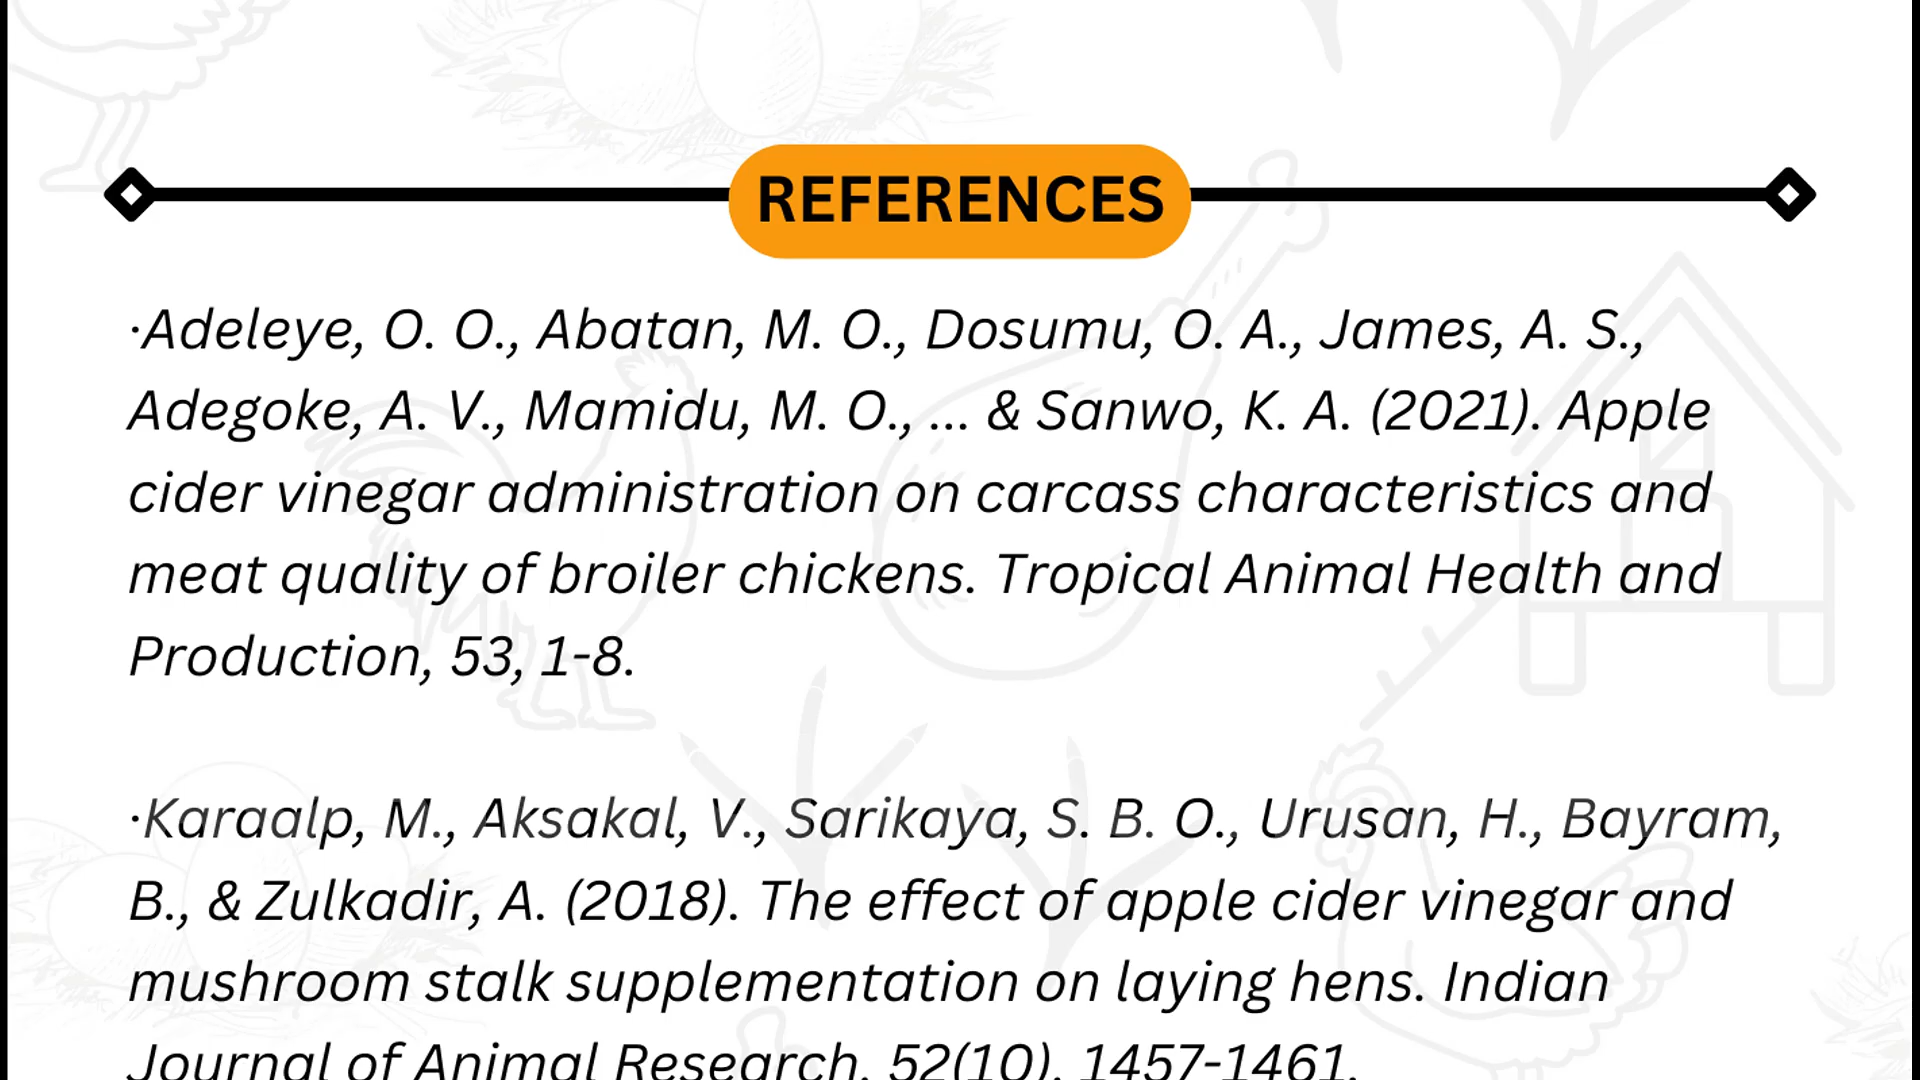 REFERENCES
·Adeleye, O. O., Abatan, M. O., Dosumu, O. A., James, A. S.,
Adegoke, A. V., Mamidu, M. O., ... & Sanwo, K. A. (2021). Apple
cider vinegar administration on carcass characteristics and
meat quality of broiler chickens. Tropical Animal Health and
Production, 53, 1-8.
·Karaalp, M., Aksakal, V., Sarikaya, S. B. O., Urusan, H., Bayram,
B., & Zulkadir, A. (2018). The effect of apple cider vinegar and
mushroom stalk supplementation on laying hens. Indian
Journal of Animal Research, 52(10), 1457-1461.